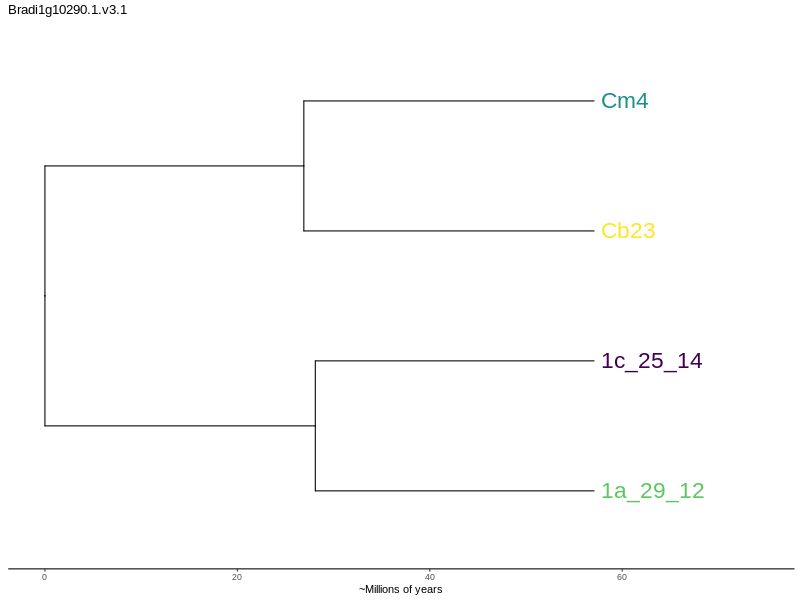 Bradi1g10290.1.v3.1
Cm4
Cb23
1c_25_14
1a_29_12
0 20 40 60
~Millions of years